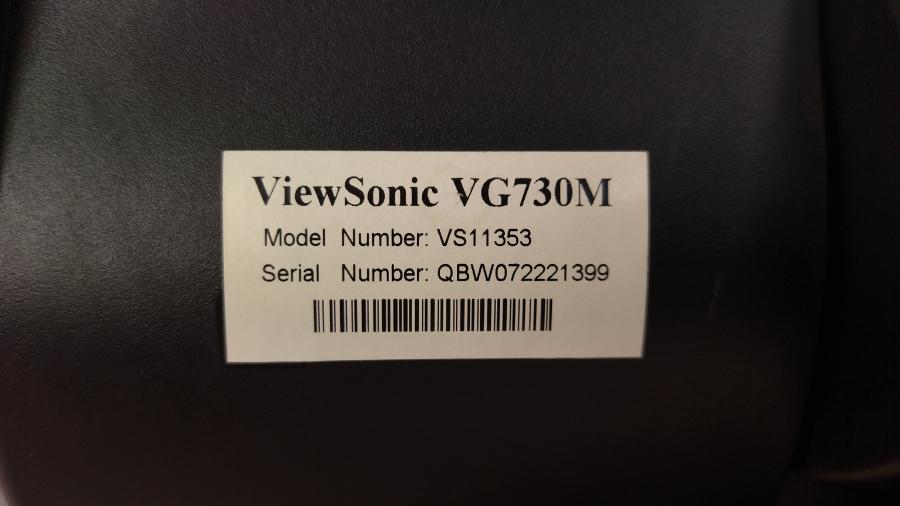 ViewSonic VG730M
Model Number: VS11353
Serial Number: QBW072221399